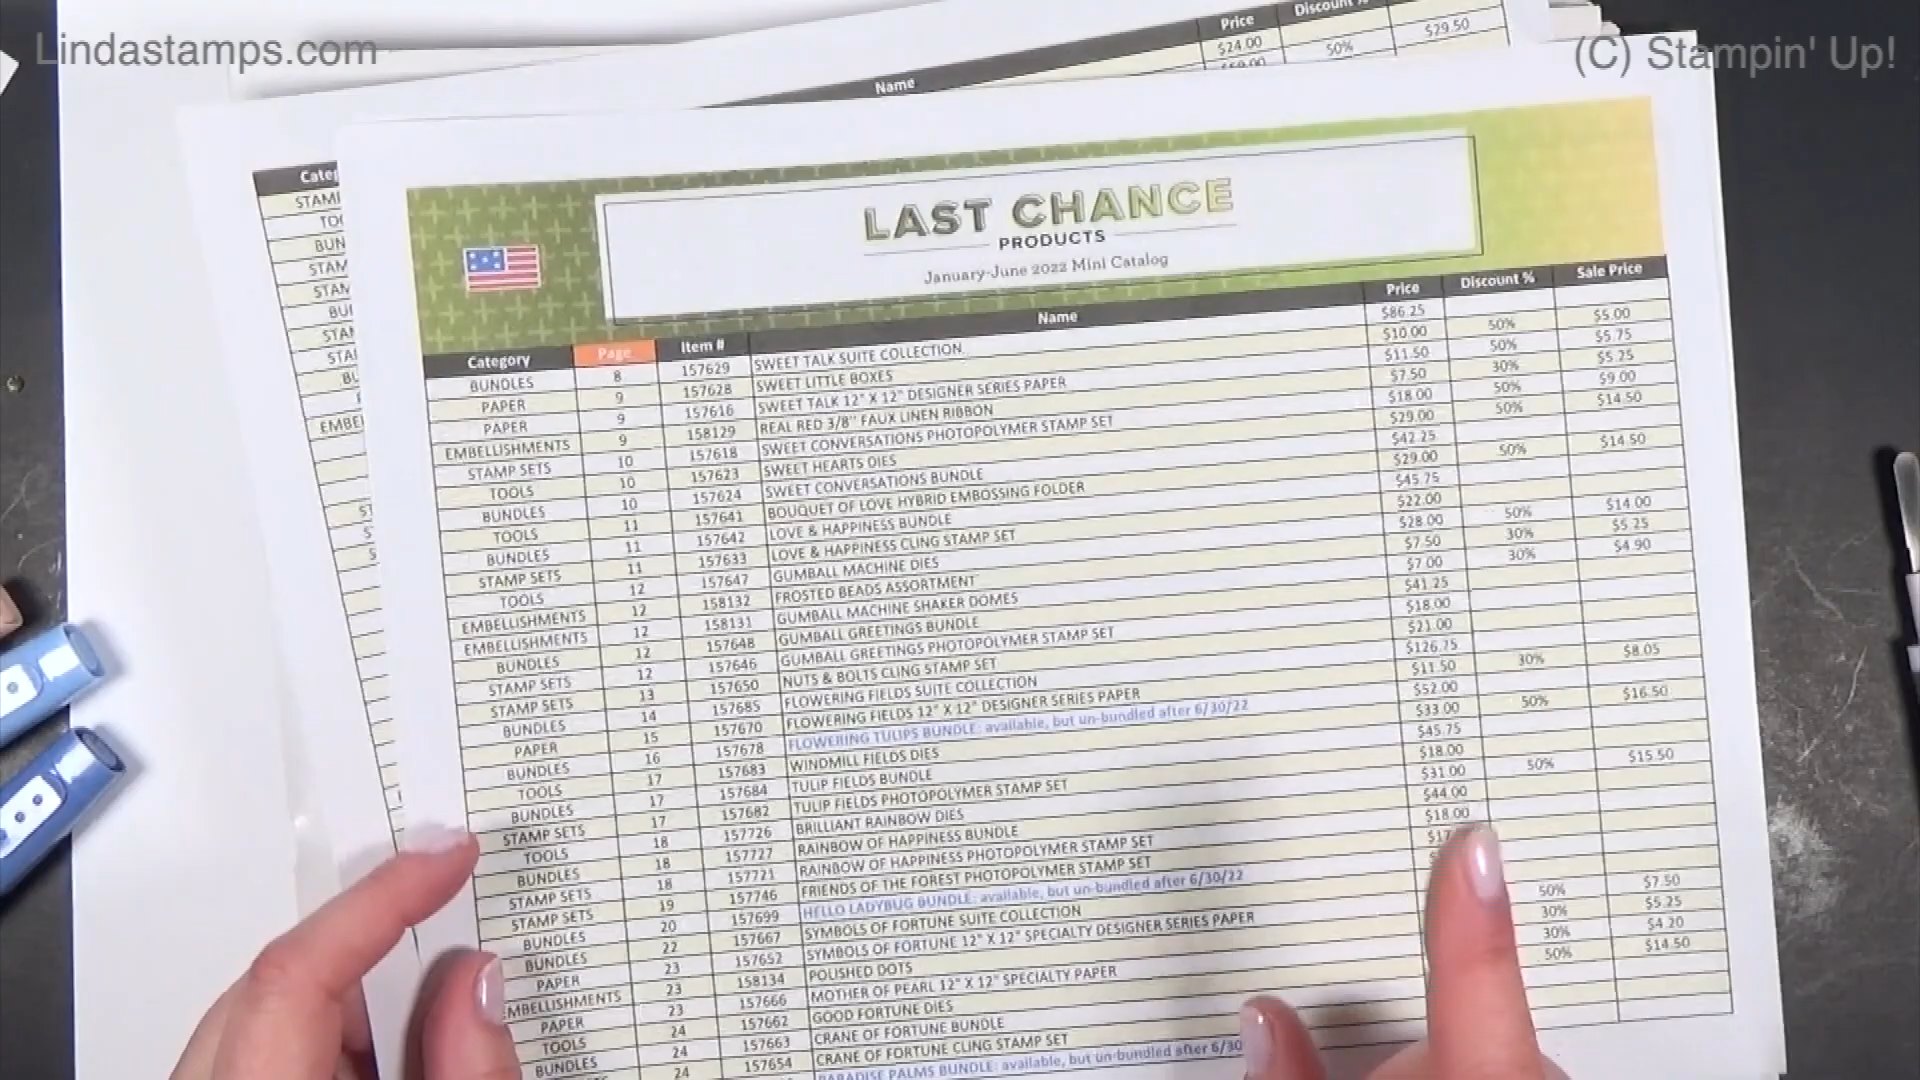 Lindastamps.com
(C) Stampin' Up!
Name Price Discount %
$24.00 50% $29.50
LAST CHANCE
PRODUCTS
January-June 2022 Mini Catalog
Category Page Item # Name Price Discount % Sale Price
BUNDLES 8 157629 SWEET TALK SUITE COLLECTION $86.25
PAPER 9 157628 SWEET LITTLE BOXES $10.00 50% $5.00
PAPER 9 157616 SWEET TALK 12" X 12" DESIGNER SERIES PAPER $11.50 50% $5.75
EMBELLISHMENTS 9 158129 REAL RED 3/8" FAUX LINEN RIBBON $7.50 30% $5.25
STAMP SETS 10 157618 SWEET CONVERSATIONS PHOTOPOLYMER STAMP SET $18.00 50% $9.00
TOOLS 10 157623 SWEET HEARTS DIES $29.00 50% $14.50
BUNDLES 10 157624 SWEET CONVERSATIONS BUNDLE $42.25
TOOLS 11 157641 BOUQUET OF LOVE HYBRID EMBOSSING FOLDER $29.00 50% $14.50
BUNDLES 11 157642 LOVE & HAPPINESS BUNDLE $45.75
STAMP SETS 11 157633 LOVE & HAPPINESS CLING STAMP SET $22.00
TOOLS 12 157647 GUMBALL MACHINE DIES $28.00 50% $14.00
EMBELLISHMENTS 12 158132 FROSTED BEADS ASSORTMENT $7.50 30% $5.25
EMBELLISHMENTS 12 158131 GUMBALL MACHINE SHAKER DOMES $7.00 30% $4.90
BUNDLES 12 157648 GUMBALL GREETINGS BUNDLE $41.25
STAMP SETS 12 157646 GUMBALL GREETINGS PHOTOPOLYMER STAMP SET $18.00
STAMP SETS 13 157650 NUTS & BOLTS CLING STAMP SET $21.00
BUNDLES 14 157685 FLOWERING FIELDS SUITE COLLECTION $126.75
PAPER 15 157670 FLOWERING FIELDS 12" X 12" DESIGNER SERIES PAPER $11.50 30% $8.05
BUNDLES 16 157678 FLOWERING TULIPS BUNDLE: available, but un-bundled after 6/30/22 $52.00
TOOLS 17 157683 WINDMILL FIELDS DIES $33.00 50% $16.50
BUNDLES 17 157684 TULIP FIELDS BUNDLE $45.75
STAMP SETS 17 157682 TULIP FIELDS PHOTOPOLYMER STAMP SET $18.00
TOOLS 18 157726 BRILLIANT RAINBOW DIES $31.00 50% $15.50
BUNDLES 18 157727 RAINBOW OF HAPPINESS BUNDLE $44.00
STAMP SETS 18 157721 RAINBOW OF HAPPINESS PHOTOPOLYMER STAMP SET $18.00
STAMP SETS 19 157746 FRIENDS OF THE FOREST PHOTOPOLYMER STAMP SET
BUNDLES 20 157699 HELLO LADYBUG BUNDLE: available, but un-bundled after 6/30/22
BUNDLES 22 157667 SYMBOLS OF FORTUNE SUITE COLLECTION
PAPER 23 157652 SYMBOLS OF FORTUNE 12" X 12" SPECIALTY DESIGNER SERIES PAPER 50% $7.50
EMBELLISHMENTS 23 158134 POLISHED DOTS 30% $5.25
PAPER 23 157666 MOTHER OF PEARL 12" X 12" SPECIALTY PAPER 30% $4.20
TOOLS 24 157662 GOOD FORTUNE DIES 50% $14.50
BUNDLES 24 157663 CRANE OF FORTUNE BUNDLE
24 157654 CRANE OF FORTUNE CLING STAMP SET
PARADISE PALMS BUNDLE: available, but un-bundled after 6/30